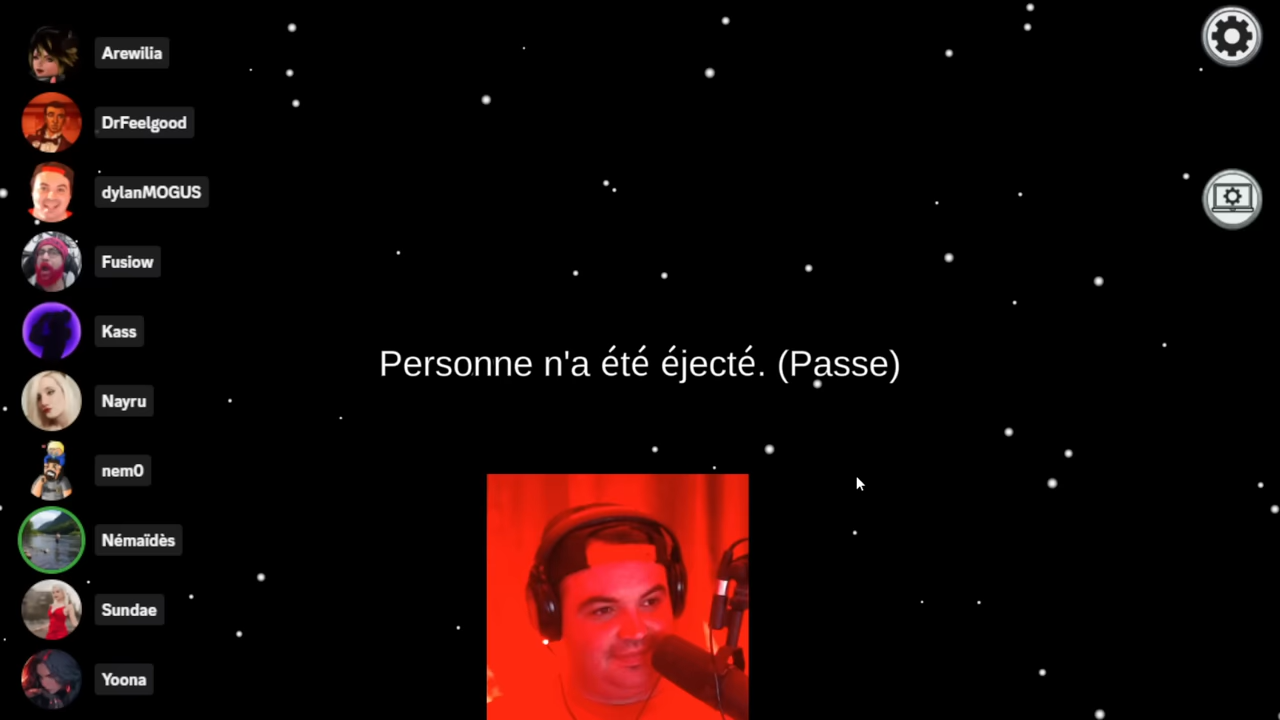 Arewilia
DrFeelgood
dylanMOGUS
Fusiow
Kass
Nayru
nem0
Némaïdès
Sundae
Yoona
Personne n'a été éjecté. (Passe)